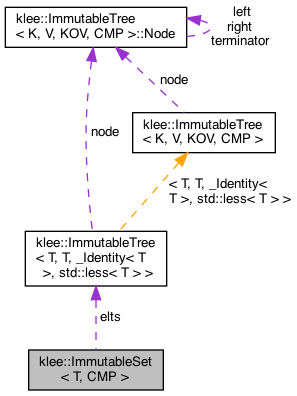 klee::ImmutableTree
< K, V, KOV, CMP >::Node
left
right
terminator
node
node
klee::ImmutableTree
< K, V, KOV, CMP >
< T, T, _Identity<
T >, std::less< T > >
klee::ImmutableTree
< T, T, _Identity< T
>, std::less< T > >
elts
klee::ImmutableSet
< T, CMP >